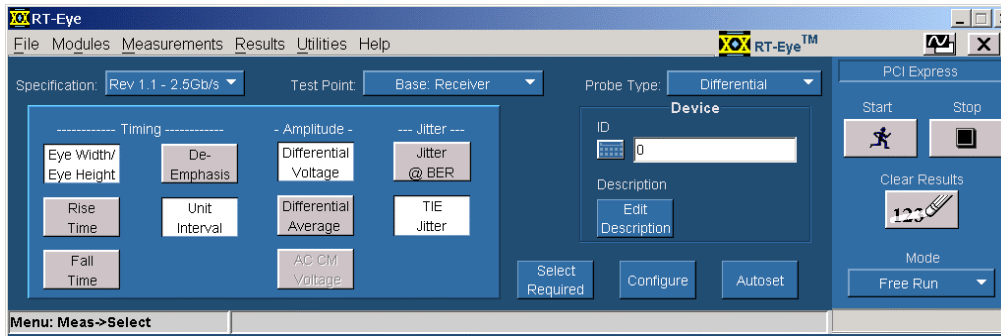 RT-Eye
File Modules Measurements Results Utilities Help
RT-Eye™
Specification: Rev 1.1 - 2.5Gb/s
Test Point: Base: Receiver
Probe Type: Differential
------------ Timing ------------
Eye Width/
Eye Height
De-
Emphasis
Rise
Time
Unit
Interval
Fall
Time
- Amplitude -
Differential
Voltage
Differential
Average
AC CM
Voltage
--- Jitter ---
Jitter
@ BER
TIE
Jitter
Device
ID
0
Description
Edit
Description
Select
Required
Configure
Autoset
PCI Express
Start
Stop
Clear Results
123
Mode
Free Run
Menu: Meas->Select